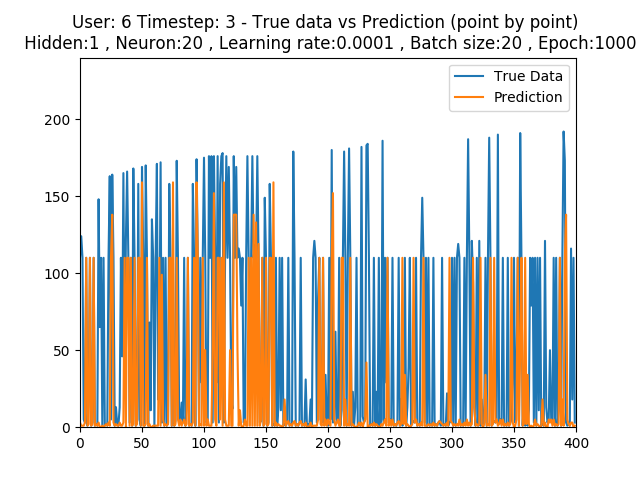 User: 6 Timestep: 3 - True data vs Prediction (point by point)
Hidden:1 , Neuron:20 , Learning rate:0.0001 , Batch size:20 , Epoch:1000
True Data
Prediction
200
150
100
50
0
0 50 100 150 200 250 300 350 400